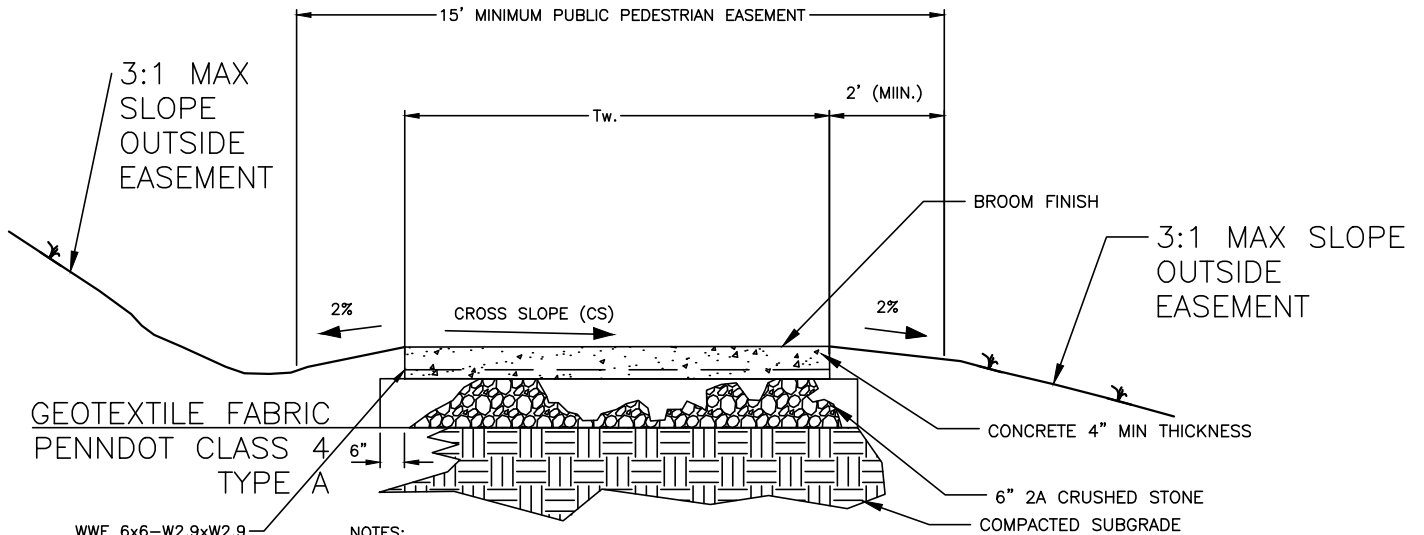 15' MINIMUM PUBLIC PEDESTRIAN EASEMENT
3:1 MAX
SLOPE
OUTSIDE
EASEMENT
2' (MIIN.)
Tw.
BROOM FINISH
3:1 MAX SLOPE
OUTSIDE
EASEMENT
2%
CROSS SLOPE (CS)
2%
GEOTEXTILE FABRIC
PENNDOT CLASS 4
TYPE A
6"
CONCRETE 4" MIN THICKNESS
6" 2A CRUSHED STONE
COMPACTED SUBGRADE
WWF 6x6-W2.9xW2.9
NOTES: